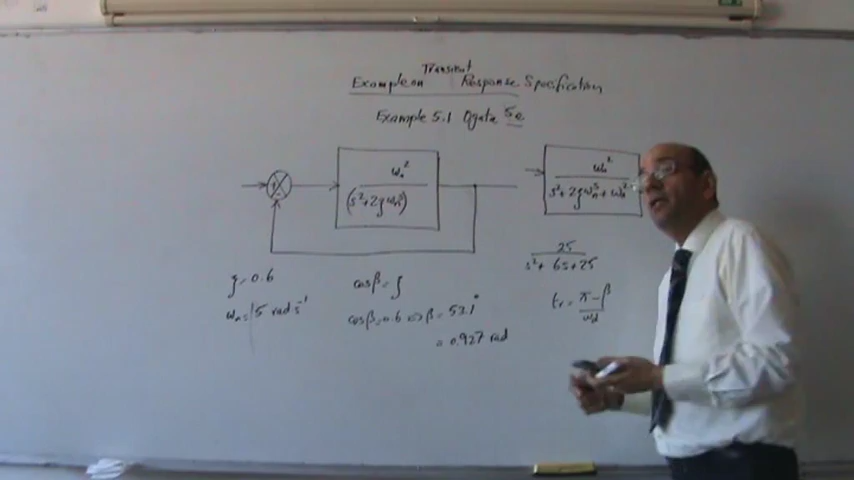 Transient
Example on Response Specification
Example 5.1 Ogata 5e
ωn²
(s²+2ζωns)
ωn²
s²+2ζωns+ωn²
25
s²+6s+25
ζ=0.6
ωn=5 rad s⁻¹
cosβ=ζ
cosβ=0.6 => β = 53.1°
= 0.927 rad
tr = π-β
ωd